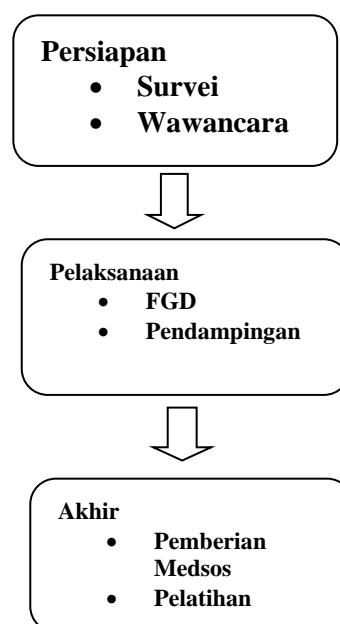 Persiapan
• Survei
• Wawancara
Pelaksanaan
• FGD
• Pendampingan
Akhir
• Pemberian
Medsos
• Pelatihan